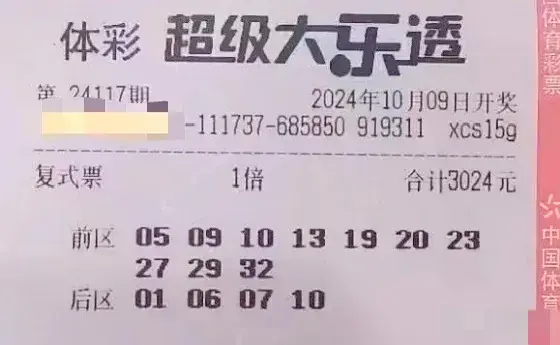 体彩 超级大乐透
第 24117期
2024年10月09日开奖
-111737-685850 919311 xcs15g
复式票 1倍 合计3024元
前区 05 09 10 13 19 20 23
27 29 32
后区 01 06 07 10
国体育彩票
中国体育